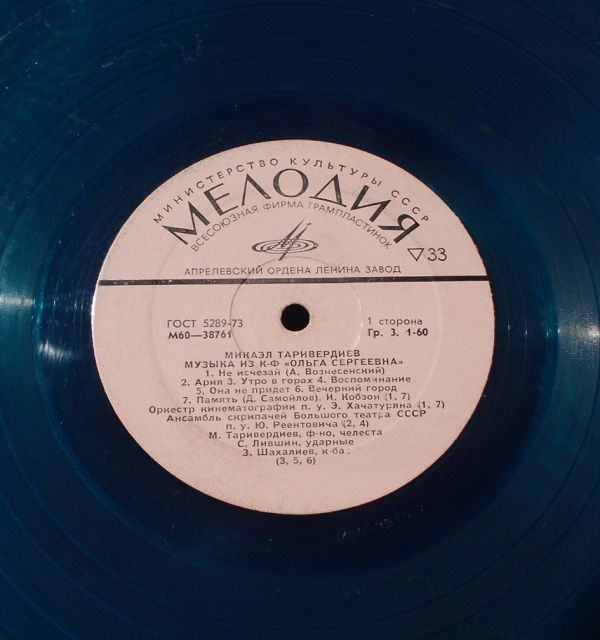 МИНИСТЕРСТВО КУЛЬТУРЫ СССР
МЕЛОДИЯ
ВСЕСОЮЗНАЯ ФИРМА ГРАМПЛАСТИНОК
33
АПРЕЛЕВСКИЙ ОРДЕНА ЛЕНИНА ЗАВОД
ГОСТ 5289-73 1 сторона
М60—38761 Гр. 3. 1-60
МИКАЭЛ ТАРИВЕРДИЕВ
МУЗЫКА ИЗ К-Ф «ОЛЬГА СЕРГЕЕВНА»
1. Не исчезай (А. Вознесенский)
2. Ария 3. Утро в горах 4. Воспоминание
5. Она не придет 6. Вечерний город
7. Память (Д. Самойлов). И. Кобзон (1, 7)
Оркестр кинематографии п. у. Э. Хачатуряна (1, 7)
Ансамбль скрипачей Большого театра СССР
п. у. Ю. Реентовича (2, 4)
М. Таривердиев, ф-но, челеста
С. Лившин, ударные
З. Шахалиев, к-бас
(3, 5, 6)